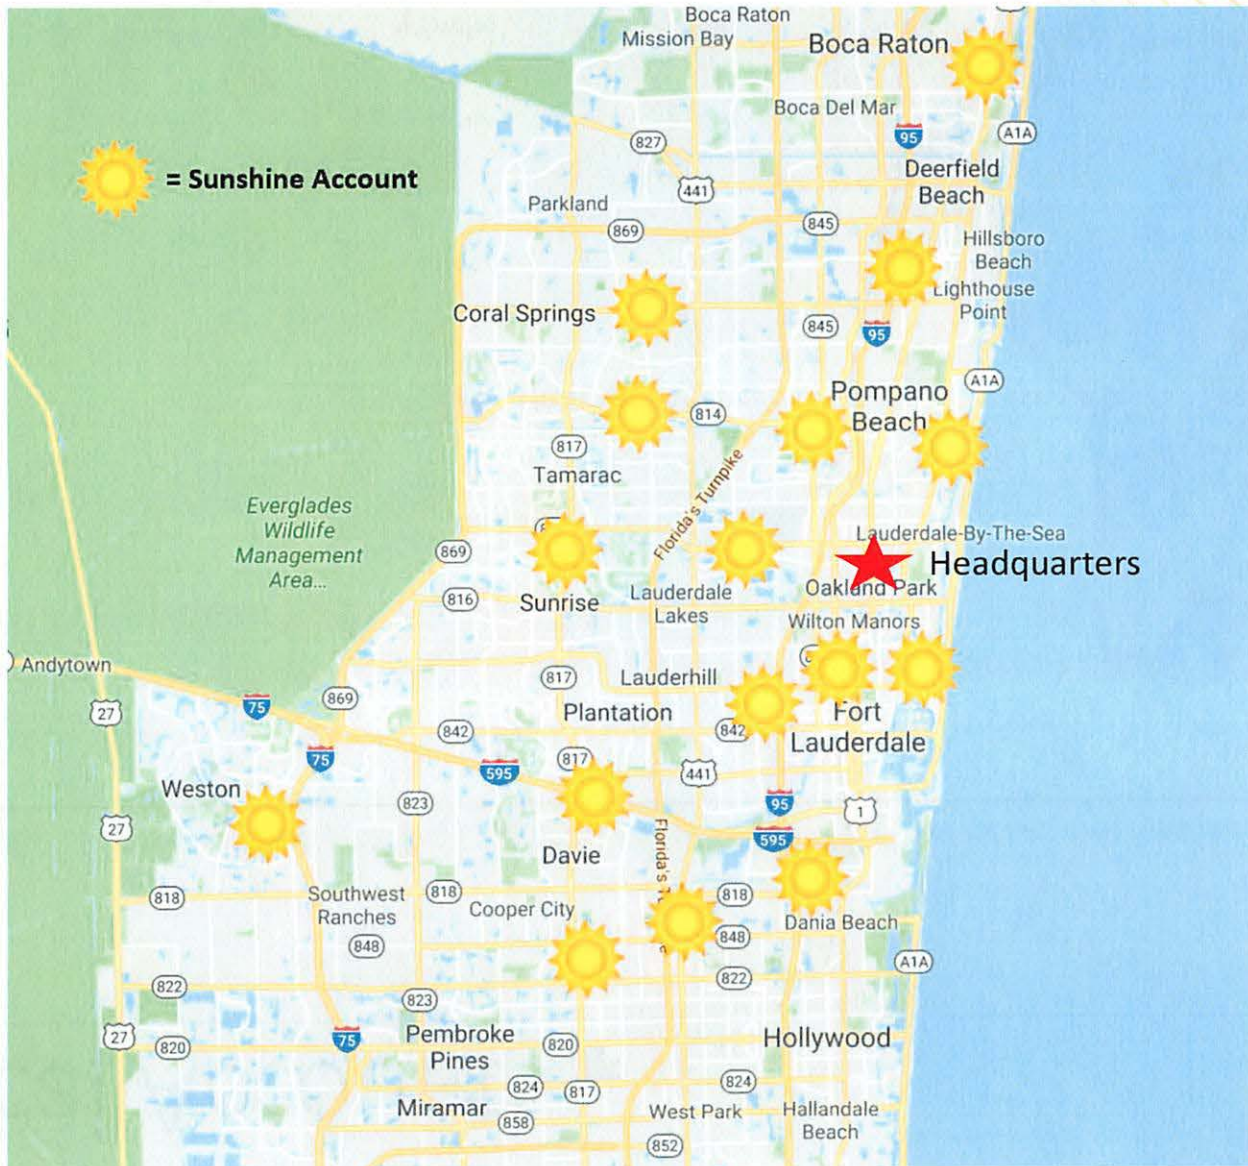 Boca Raton
Mission Bay
Boca Raton
Boca Del Mar
95
A1A
827
Deerfield
Beach
= Sunshine Account
441
Parkland
869
845
Hillsboro
Beach
Lighthouse
Point
Coral Springs
845
95
A1A
Pompano
Beach
814
817
Tamarac
Florida's Turnpike
Everglades
Wildlife
Management
Area...
869
Lauderdale-By-The-Sea
Headquarters
Oakland Park
816
Sunrise
Lauderdale
Lakes
Wilton Manors
Andytown
817
Lauderhill
869
27
75
Plantation
Fort
Lauderdale
842
842
75
817
595
441
Weston
823
95
1
27
595
Florida's
Davie
818
Southwest
Ranches
818
Cooper City
818
Dania Beach
848
848
A1A
822
822
823
27
75
820
Pembroke
Pines
820
Hollywood
824
817
824
Miramar
858
West Park
Hallandale
Beach
852